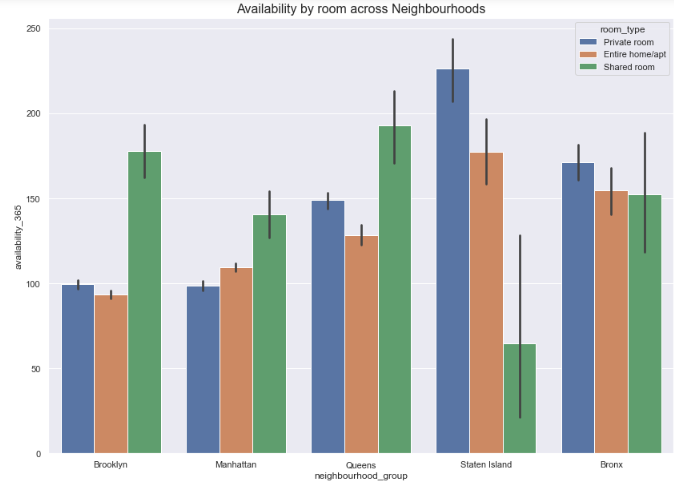 Availability by room across Neighbourhoods
room_type
Private room
Entire home/apt
Shared room
250
200
150
100
50
0
availability_365
Brooklyn
Manhattan
Queens
Staten Island
Bronx
neighbourhood_group